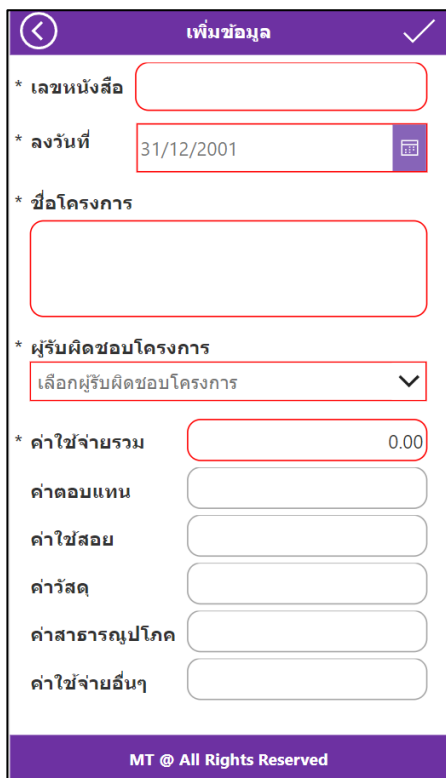 เพิ่มข้อมูล
* เลขหนังสือ
* ลงวันที่ 31/12/2001
* ชื่อโครงการ
* ผู้รับผิดชอบโครงการ
เลือกผู้รับผิดชอบโครงการ
* ค่าใช้จ่ายรวม 0.00
ค่าตอบแทน
ค่าใช้สอย
ค่าวัสดุ
ค่าสาธารณูปโภค
ค่าใช้จ่ายอื่นๆ
MT @ All Rights Reserved